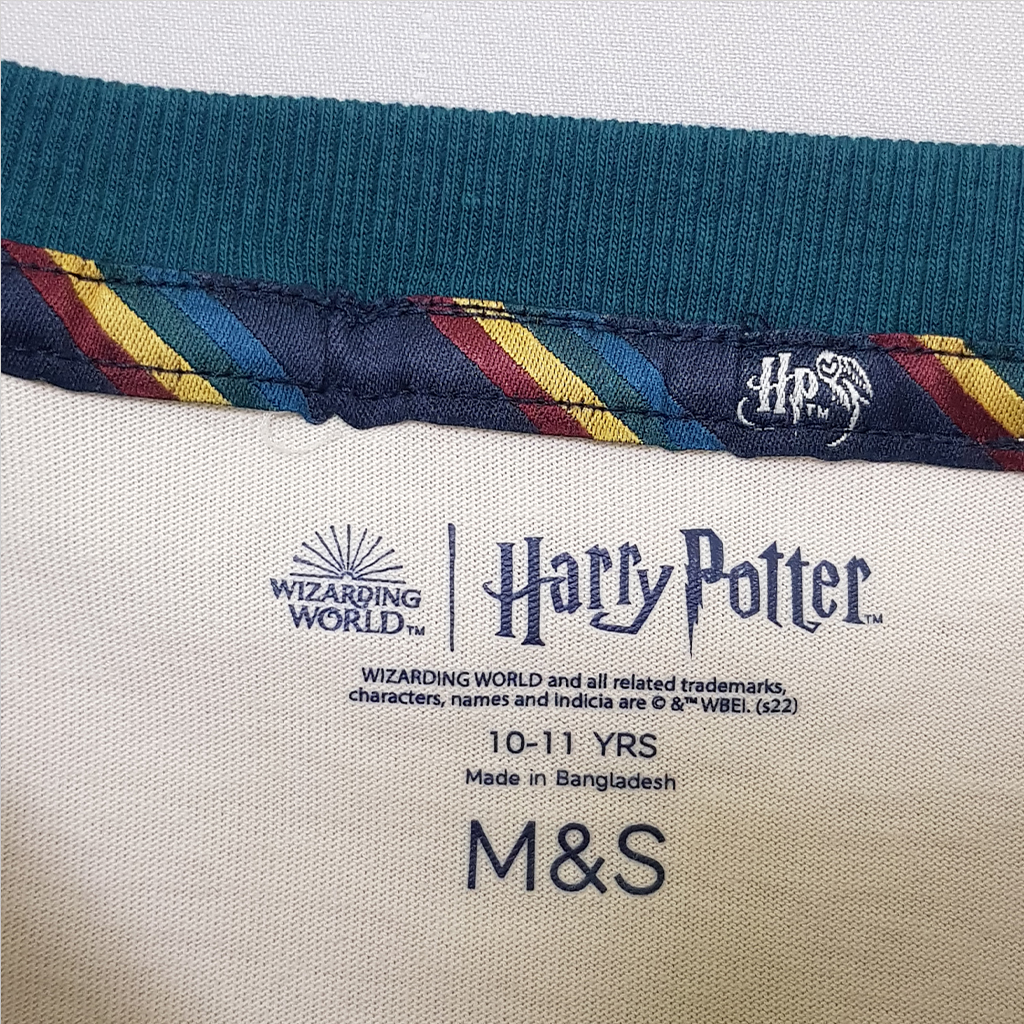 HP™
WIZARDING
WORLD™
Harry Potter™
WIZARDING WORLD and all related trademarks,
characters, names and indicia are © &™ WBEI. (s22)
10-11 YRS
Made in Bangladesh
M&S